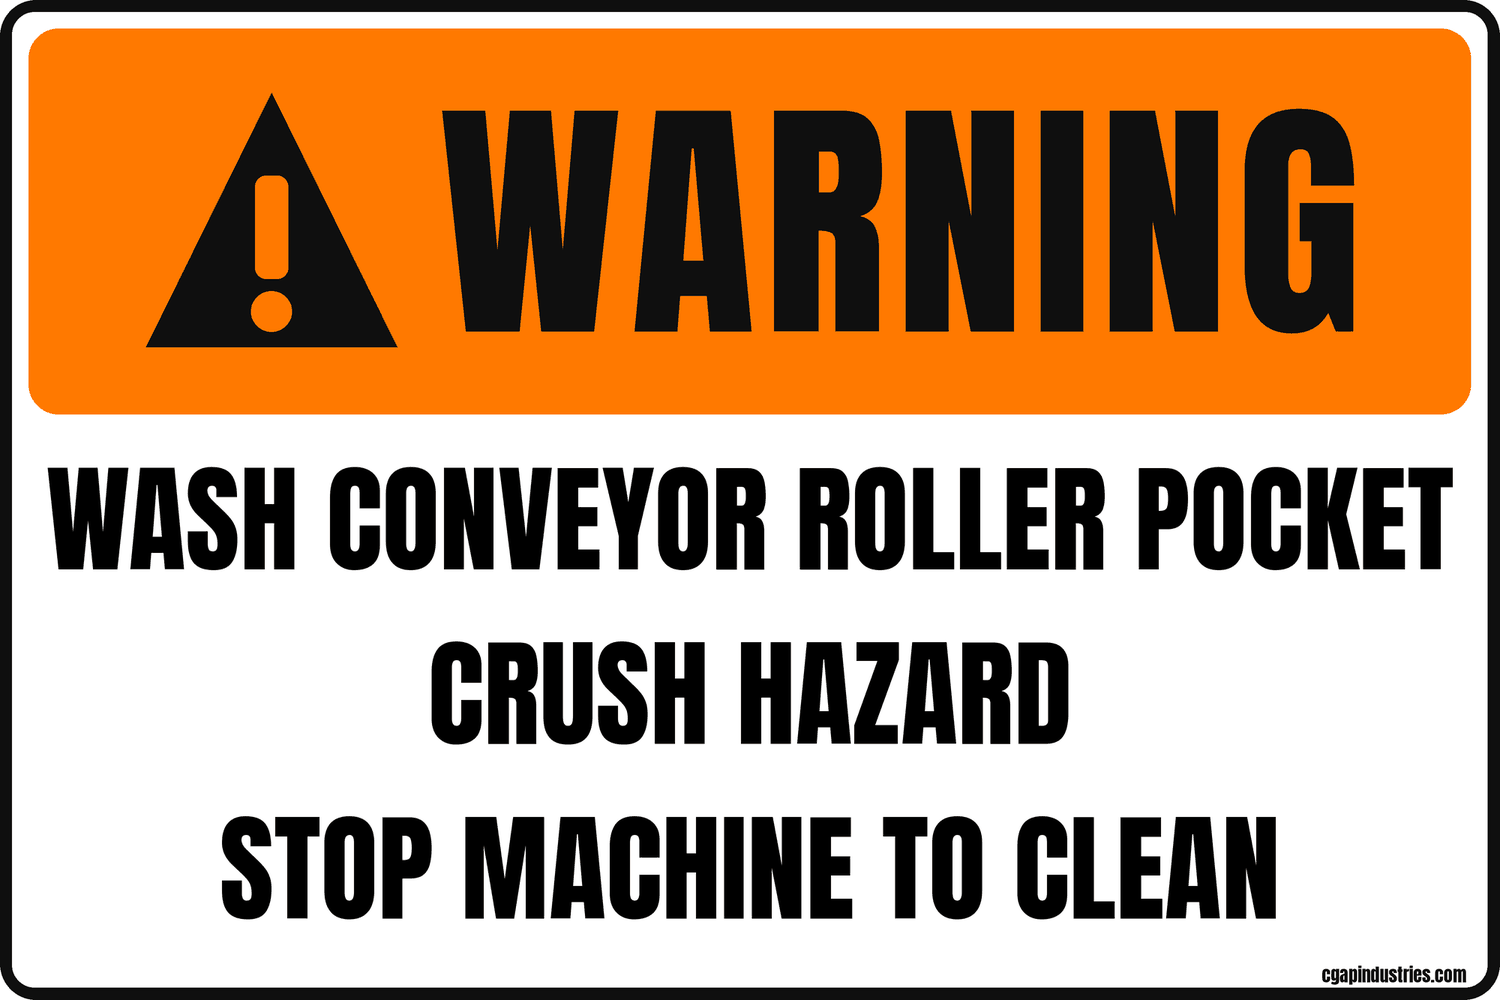 WARNING
WASH CONVEYOR ROLLER POCKET
CRUSH HAZARD
STOP MACHINE TO CLEAN
cgapindustries.com